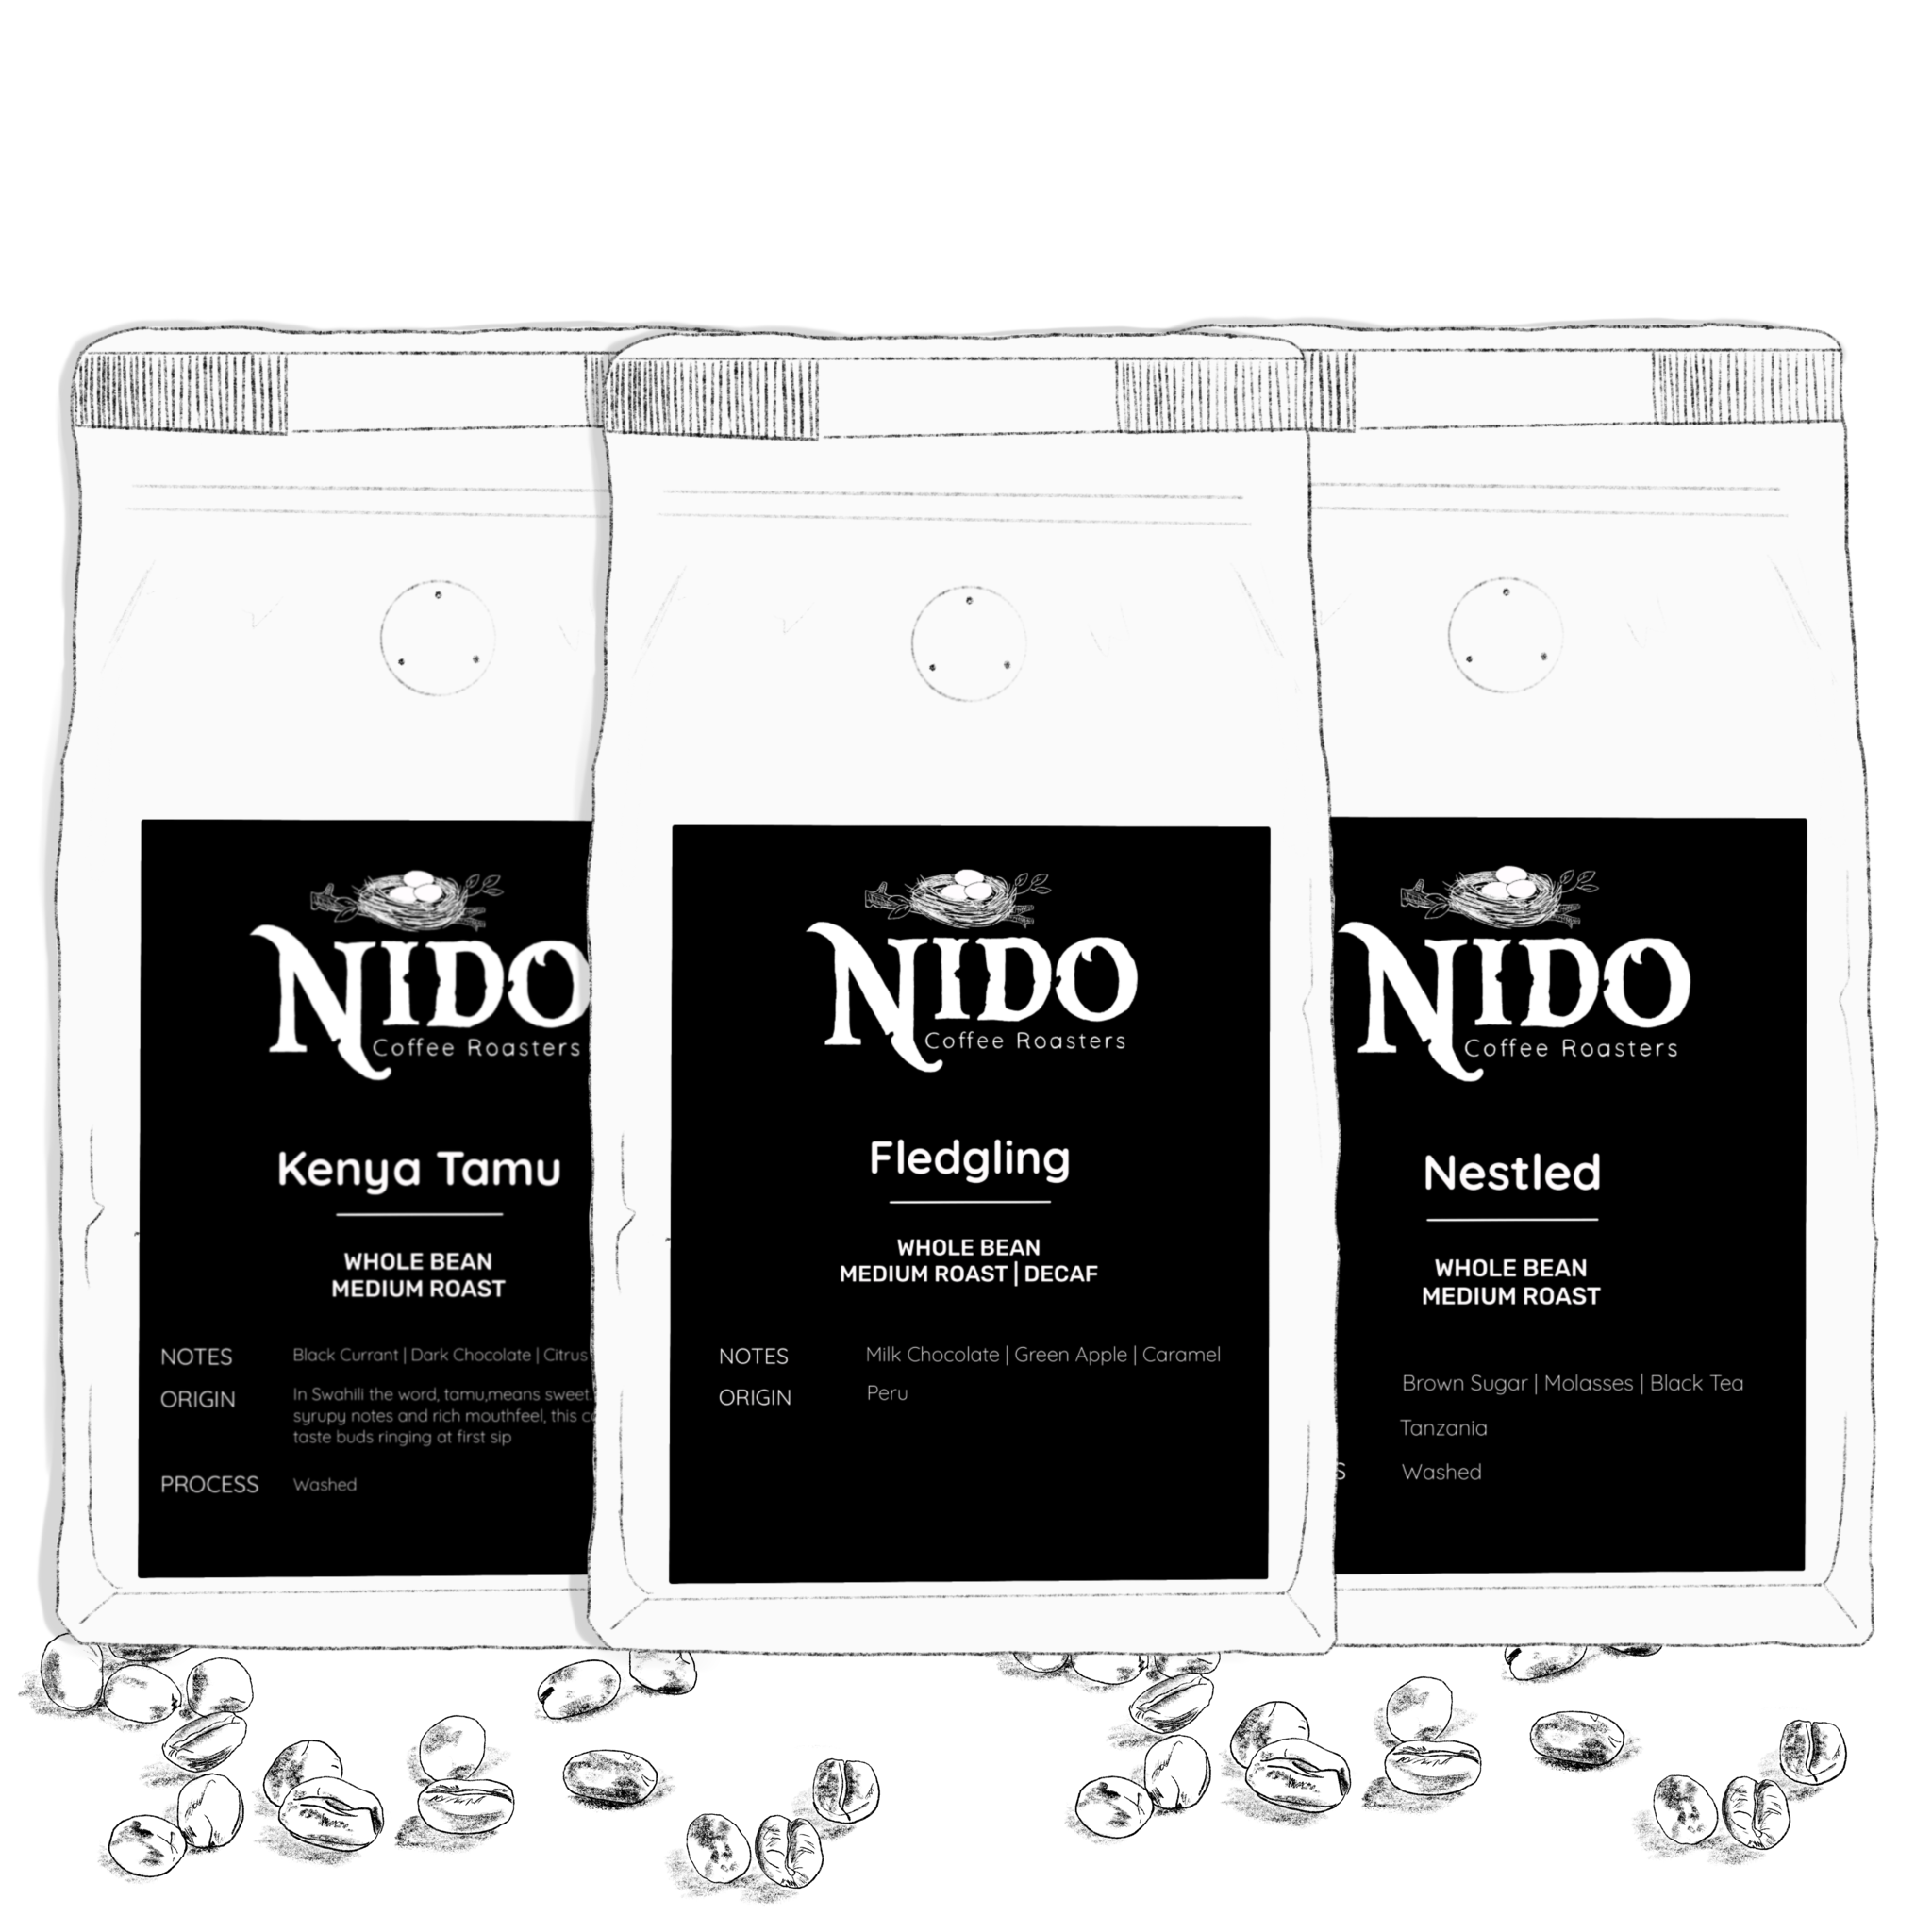 NIDO
Coffee Roasters
Kenya Tamu
WHOLE BEAN
MEDIUM ROAST
NOTES Black Currant | Dark Chocolate | Citrus
ORIGIN In Swahili the word, tamu,means sweet.
syrupy notes and rich mouthfeel, this
taste buds ringing at first sip
PROCESS Washed
NIDO
Coffee Roasters
Fledgling
WHOLE BEAN
MEDIUM ROAST | DECAF
NOTES Milk Chocolate | Green Apple | Caramel
ORIGIN Peru
NIDO
Coffee Roasters
Nestled
WHOLE BEAN
MEDIUM ROAST
Brown Sugar | Molasses | Black Tea
Tanzania
Washed